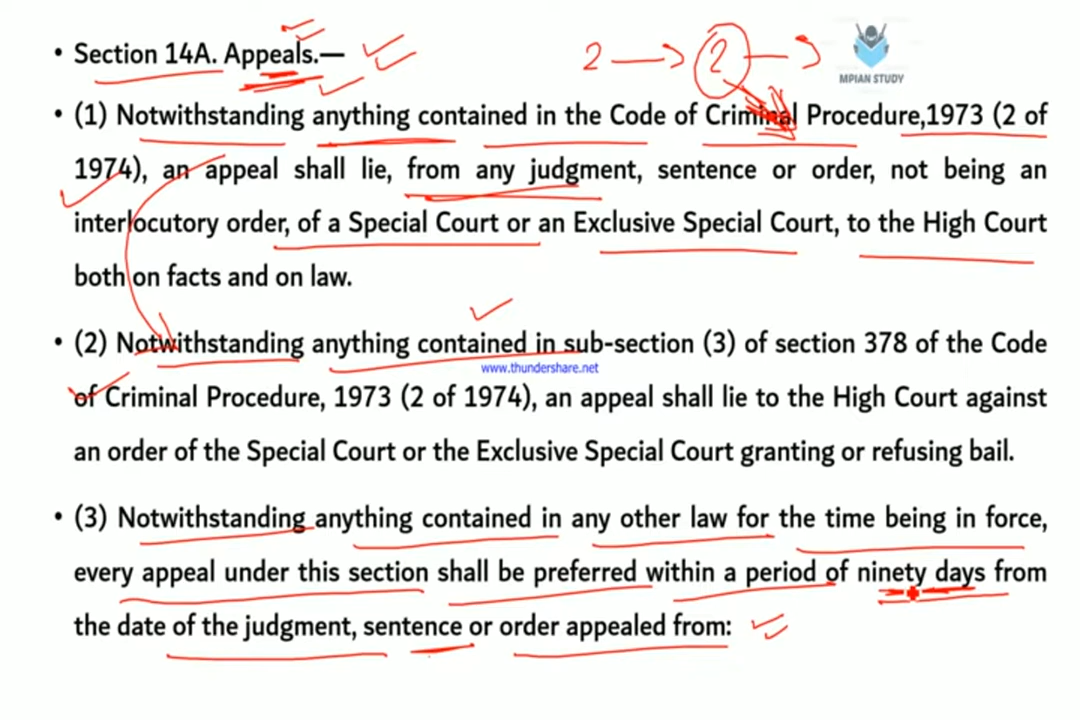 • Section 14A. Appeals.—
2 → 2 →
MPIAN STUDY
• (1) Notwithstanding anything contained in the Code of Criminal Procedure,1973 (2 of
1974), an appeal shall lie, from any judgment, sentence or order, not being an
interlocutory order, of a Special Court or an Exclusive Special Court, to the High Court
both on facts and on law.
• (2) Notwithstanding anything contained in sub-section (3) of section 378 of the Code
www.thundershare.net
of Criminal Procedure, 1973 (2 of 1974), an appeal shall lie to the High Court against
an order of the Special Court or the Exclusive Special Court granting or refusing bail.
• (3) Notwithstanding anything contained in any other law for the time being in force,
every appeal under this section shall be preferred within a period of ninety days from
the date of the judgment, sentence or order appealed from: